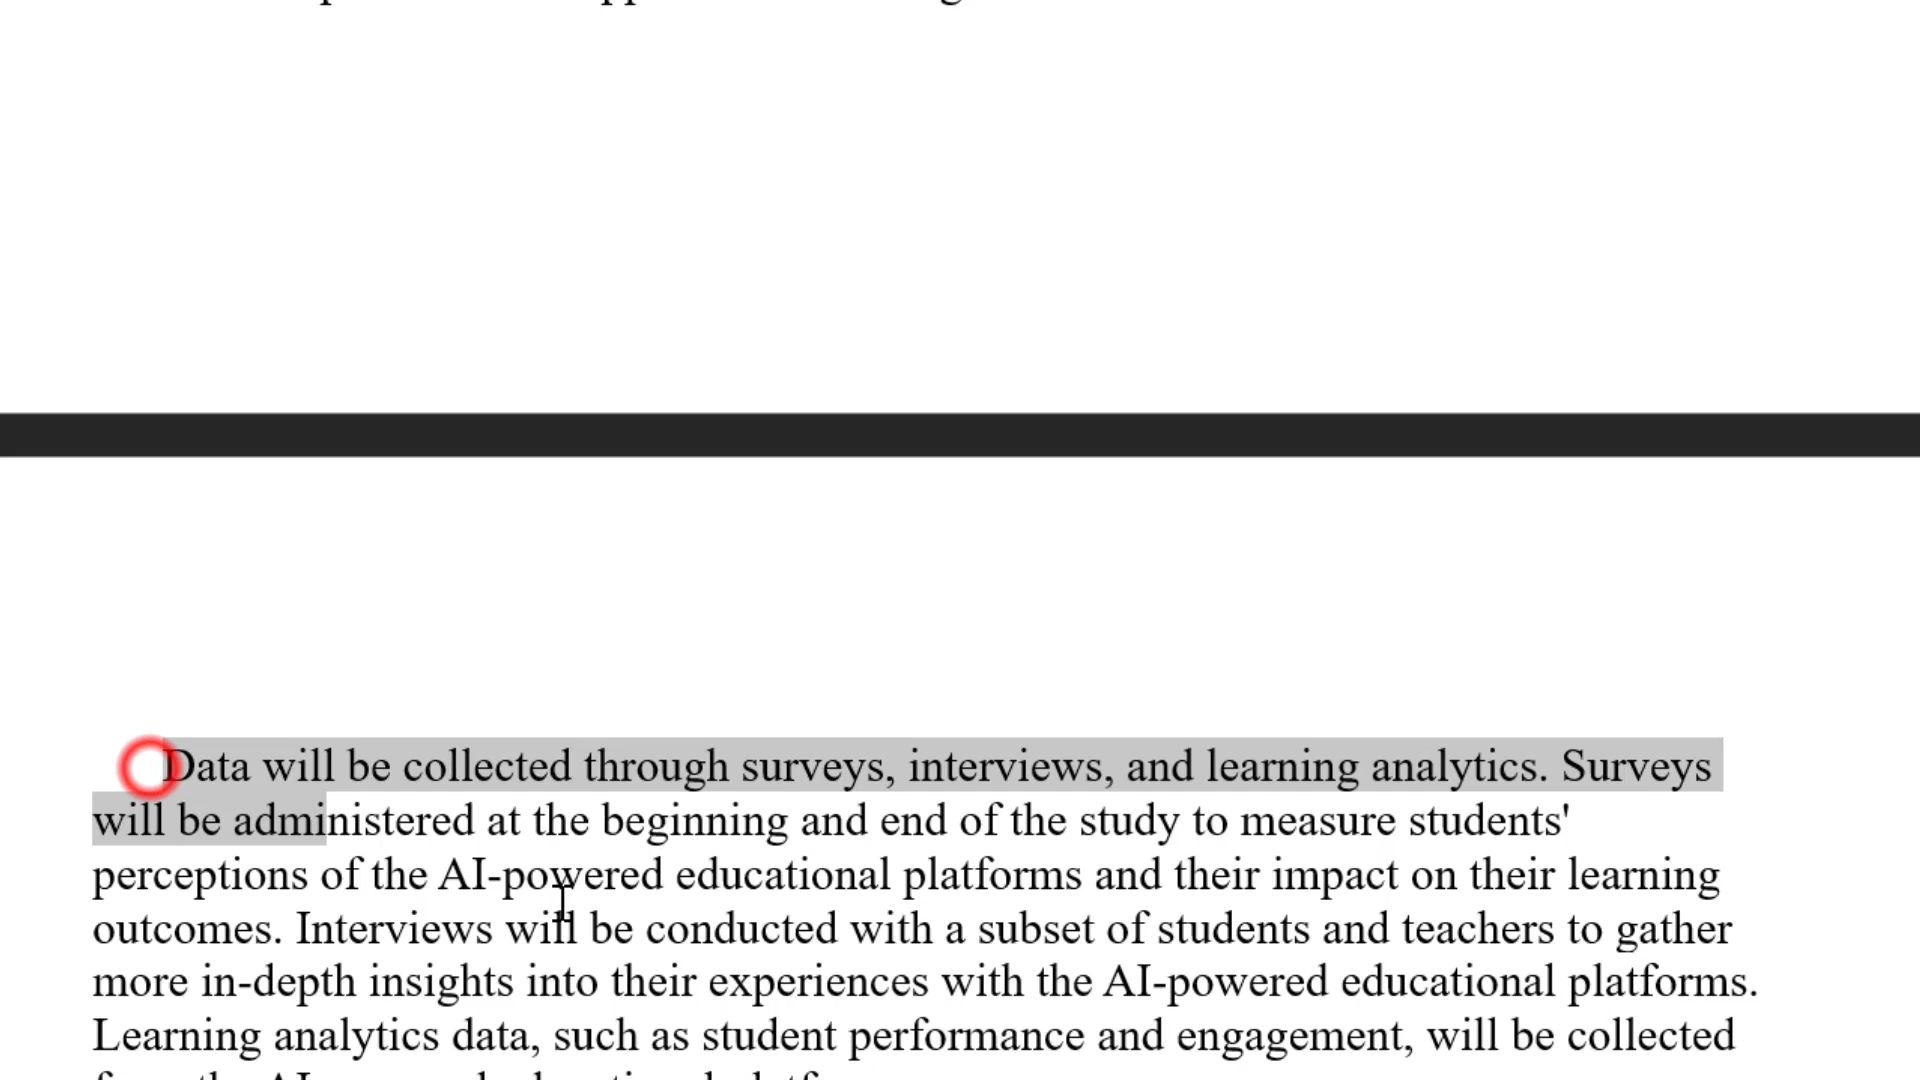 Data will be collected through surveys, interviews, and learning analytics. Surveys
will be administered at the beginning and end of the study to measure students'
perceptions of the AI-powered educational platforms and their impact on their learning
outcomes. Interviews will be conducted with a subset of students and teachers to gather
more in-depth insights into their experiences with the AI-powered educational platforms.
Learning analytics data, such as student performance and engagement, will be collected